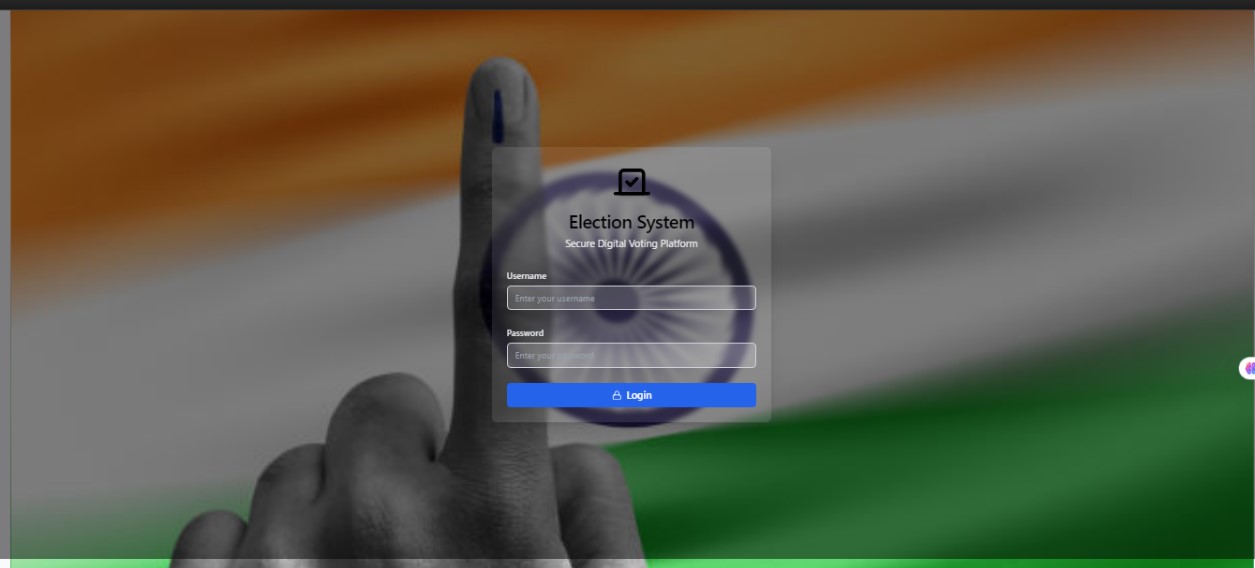 Election System
Secure Digital Voting Platform
Username
Enter your username
Password
Enter your password
Login